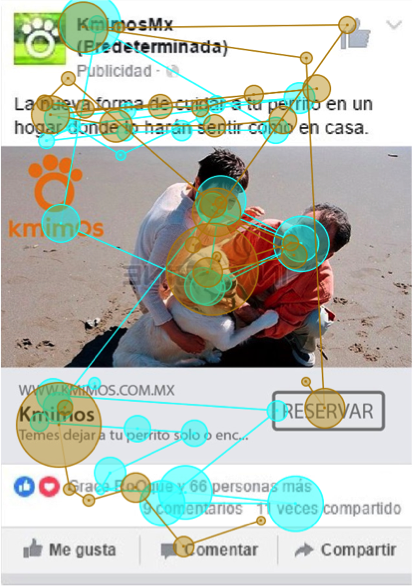 KmimosMx
(Predeterminada)
Publicidad ·
La nueva forma de cuidar a tu perrito en un
hogar donde lo harán sentir como en casa.
kmimos
WWW.KMIMOS.COM.MX
Kmimos
RESERVAR
Temes dejar a tu perrito solo o enc...
Grace Ro Que y 66 personas más
9 comentarios 11 veces compartido
Me gusta Comentar Compartir